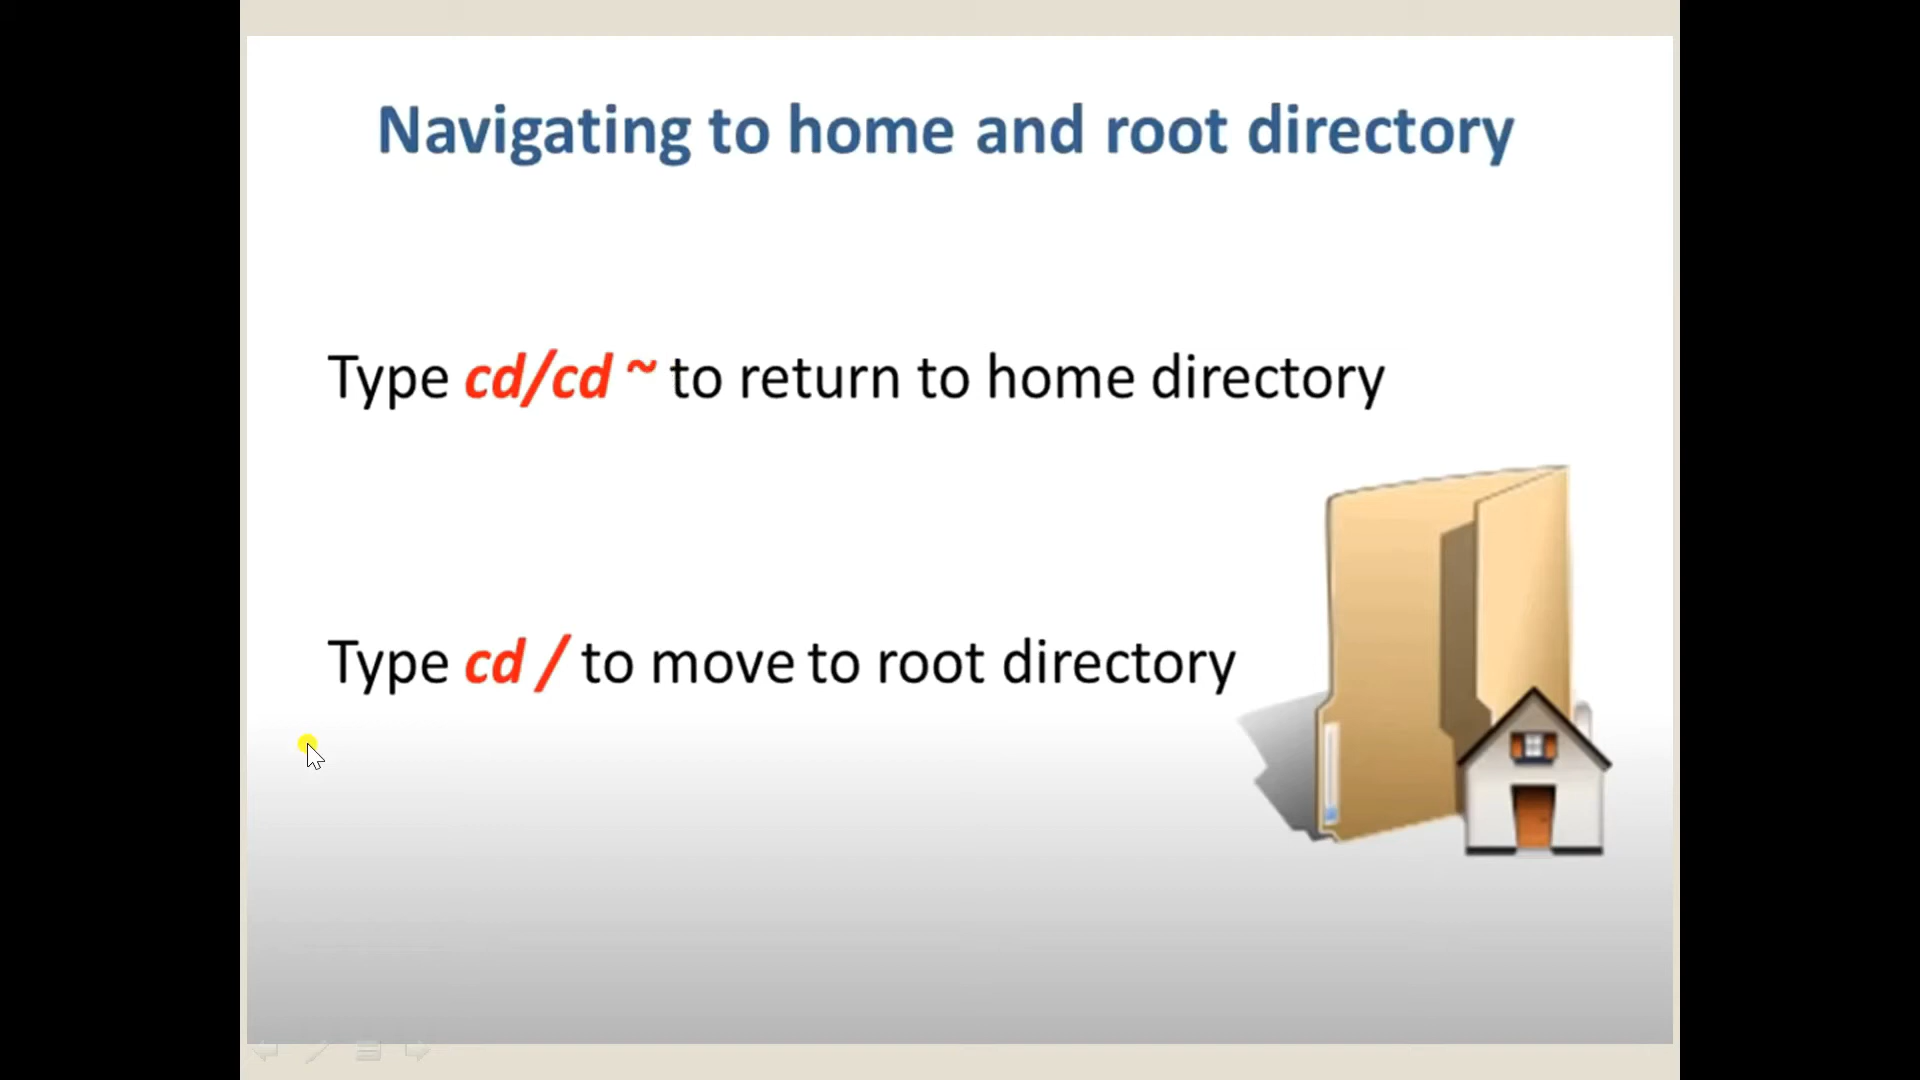 Navigating to home and root directory
Type cd/cd ~ to return to home directory
Type cd / to move to root directory